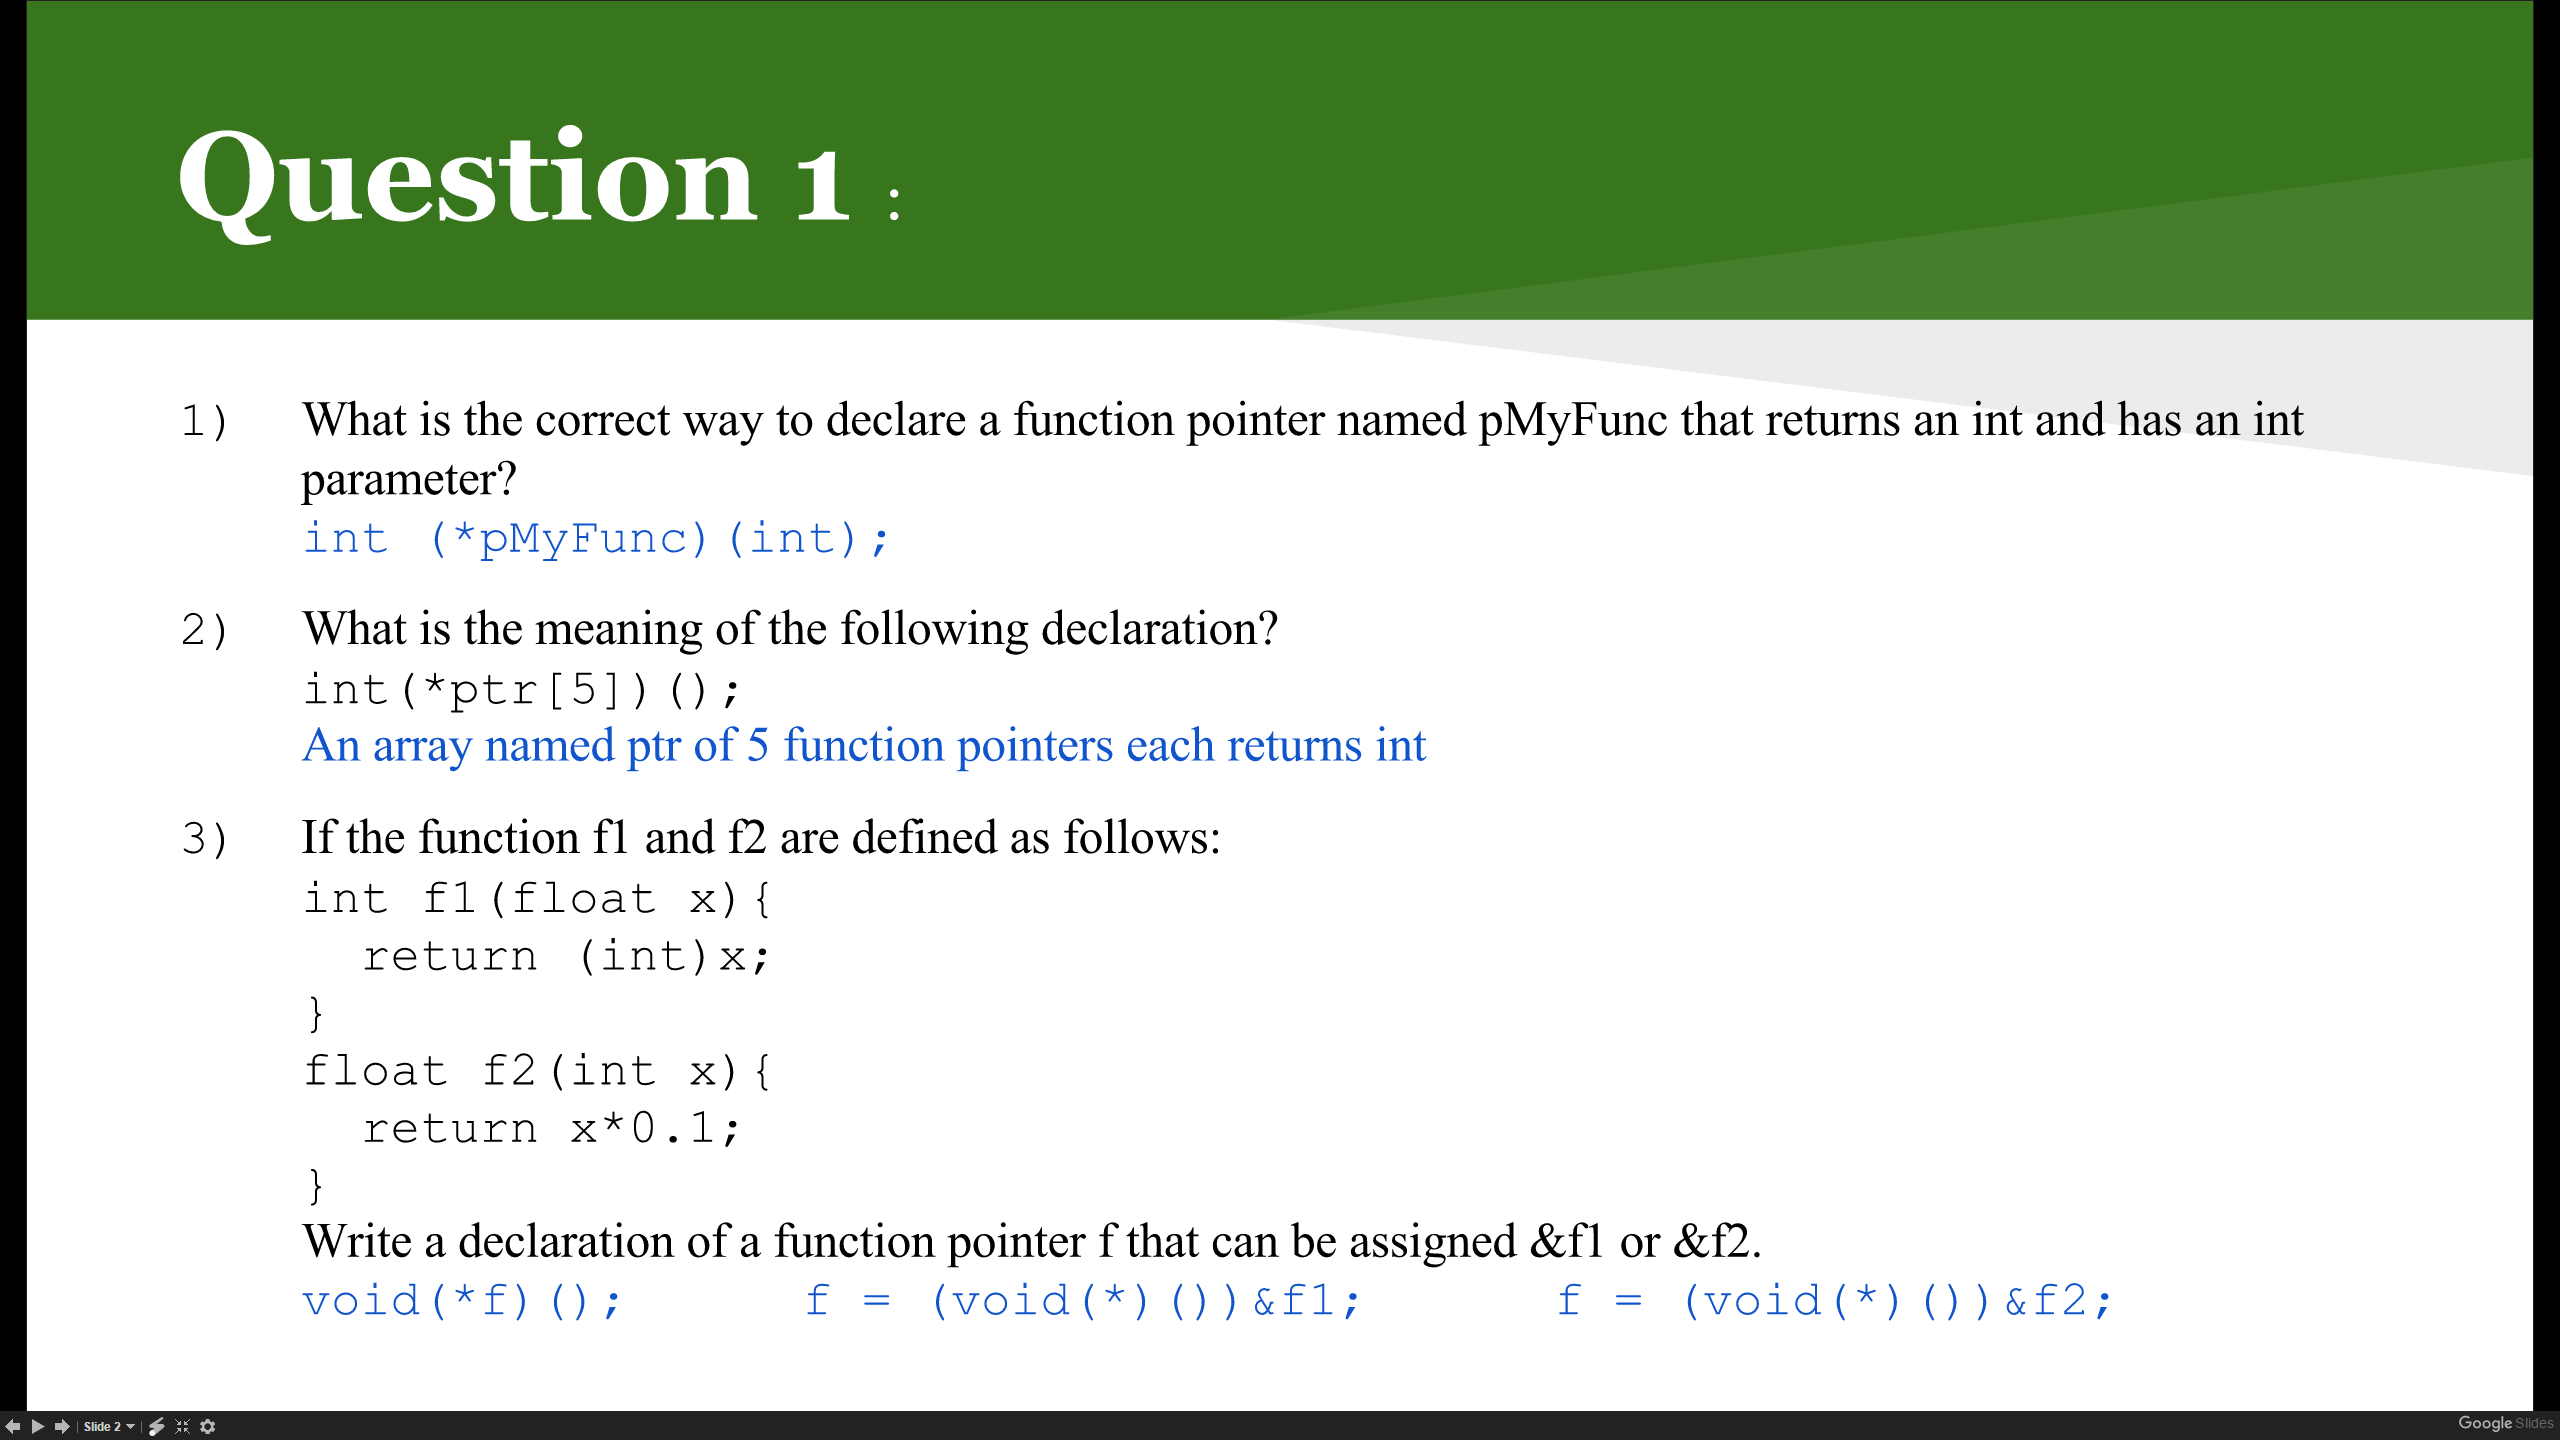 Question 1 :
1) What is the correct way to declare a function pointer named pMyFunc that returns an int and has an int
parameter?
int (*pMyFunc)(int);
2) What is the meaning of the following declaration?
int(*ptr[5])();
An array named ptr of 5 function pointers each returns int
3) If the function f1 and f2 are defined as follows:
int f1(float x){
  return (int)x;
}
float f2(int x){
  return x*0.1;
}
Write a declaration of a function pointer f that can be assigned &f1 or &f2.
void(*f)(); f = (void(*)())&f1; f = (void(*)())&f2;
Slide 2
Google Slides